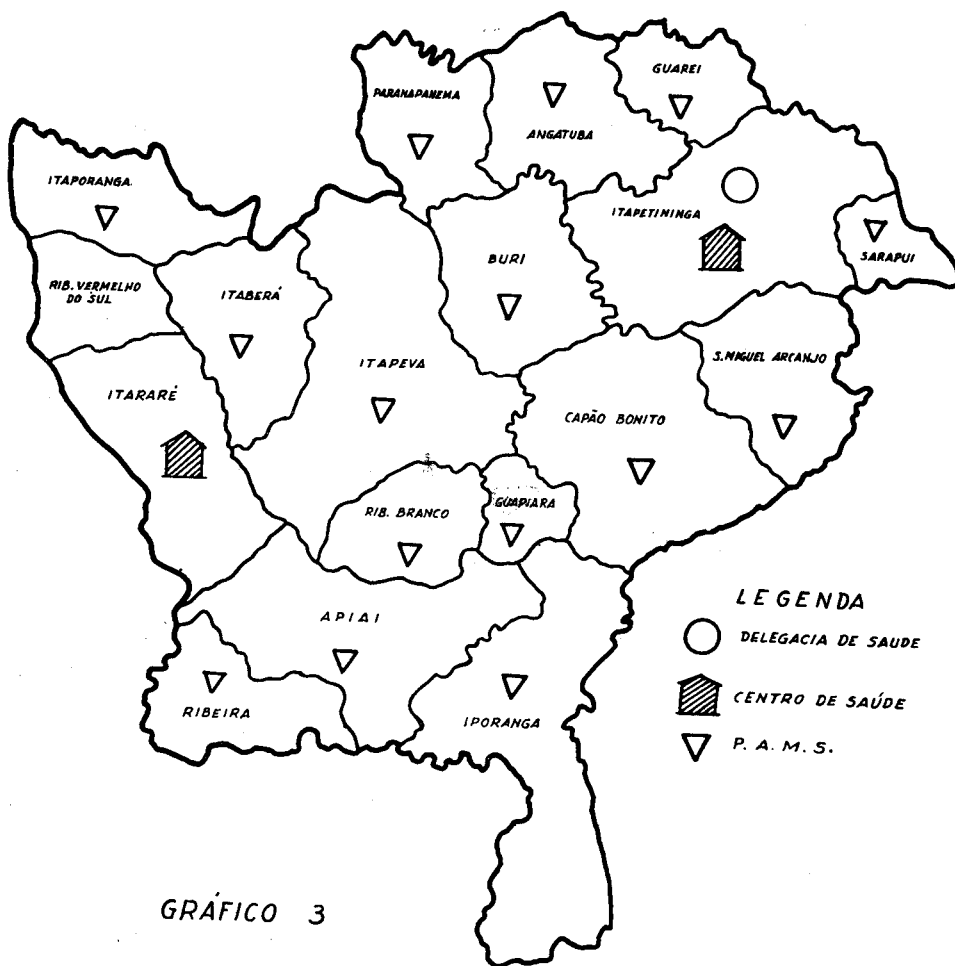 GUAREI
PARANAPANEMA
ANGATUBA
ITAPORANGA
ITAPETININGA
SARAPUI
BURI
RIB. VERMELHO
DO SUL
ITABERÁ
S. MIGUEL ARCANJO
ITAPEVA
ITARARÉ
CAPÃO BONITO
RIB. BRANCO
GUAPIARA
APIAI
RIBEIRA
IPORANGA
LEGENDA
DELEGACIA DE SAUDE
CENTRO DE SAÚDE
P. A. M. S.
GRÁFICO 3